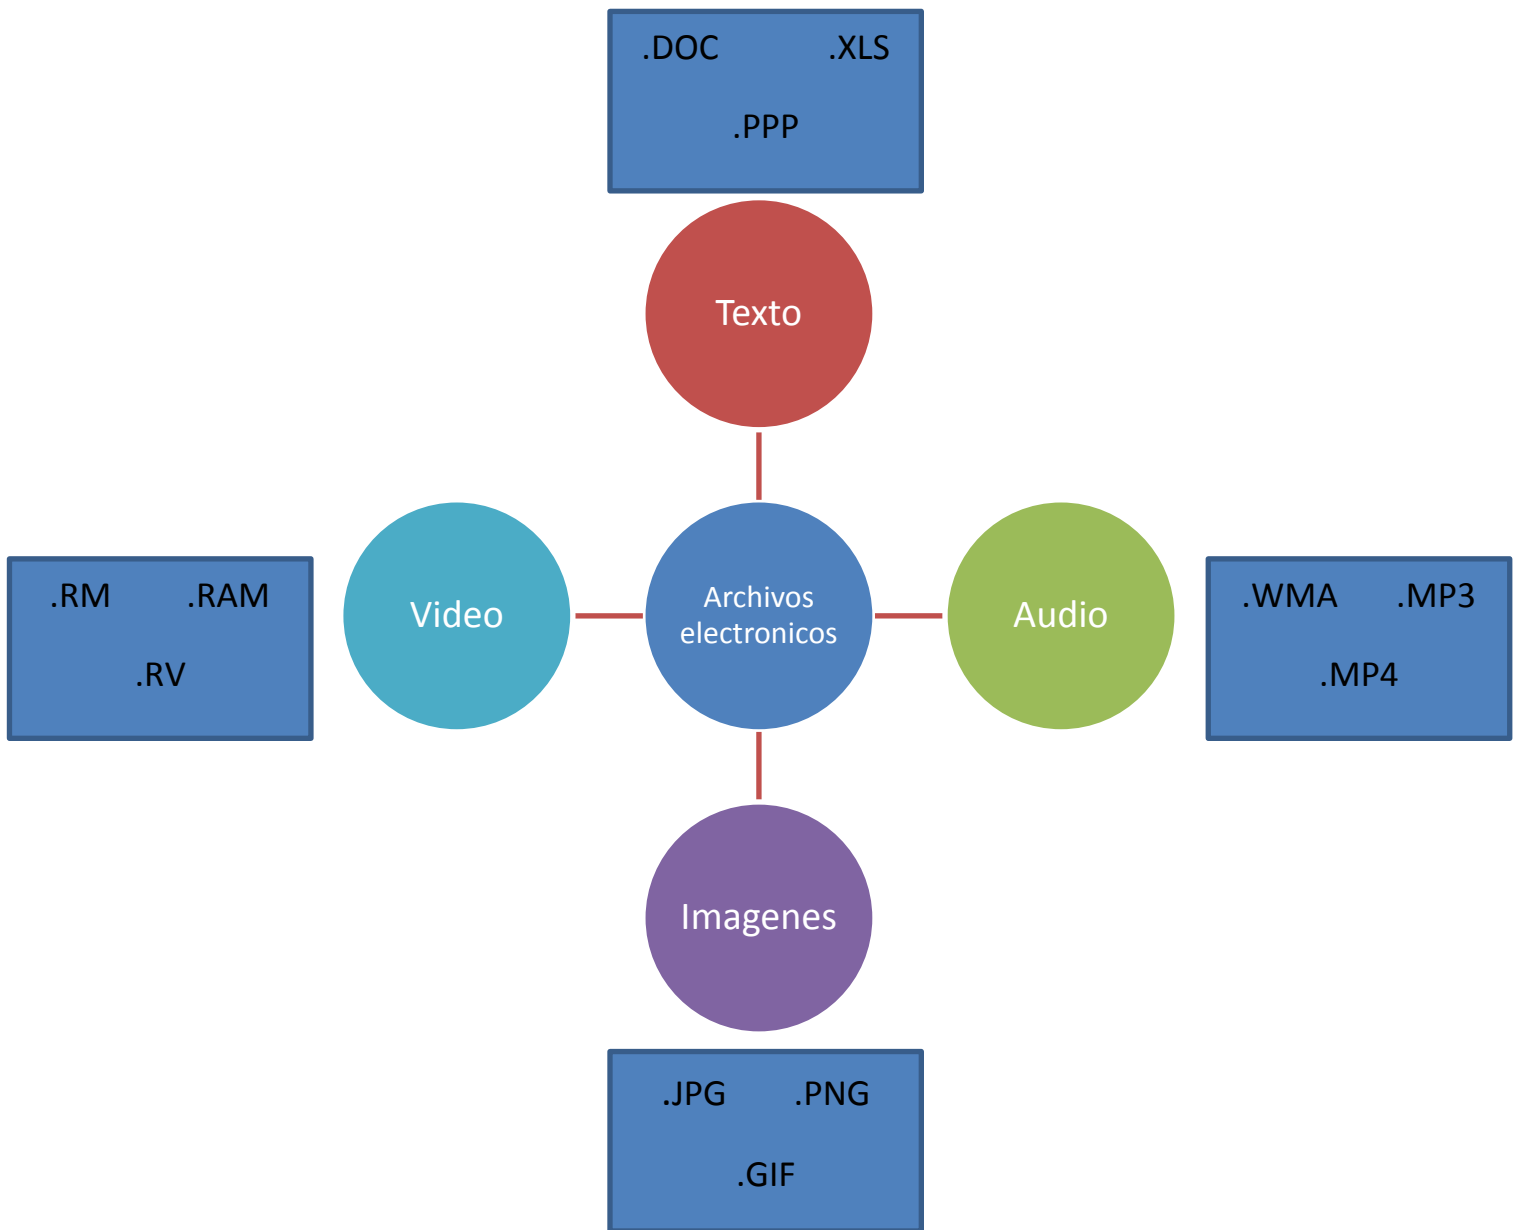 .DOC .XLS
.PPP
Texto
.RM .RAM
.RV
Video
Archivos
electronicos
Audio
.WMA .MP3
.MP4
Imagenes
.JPG .PNG
.GIF